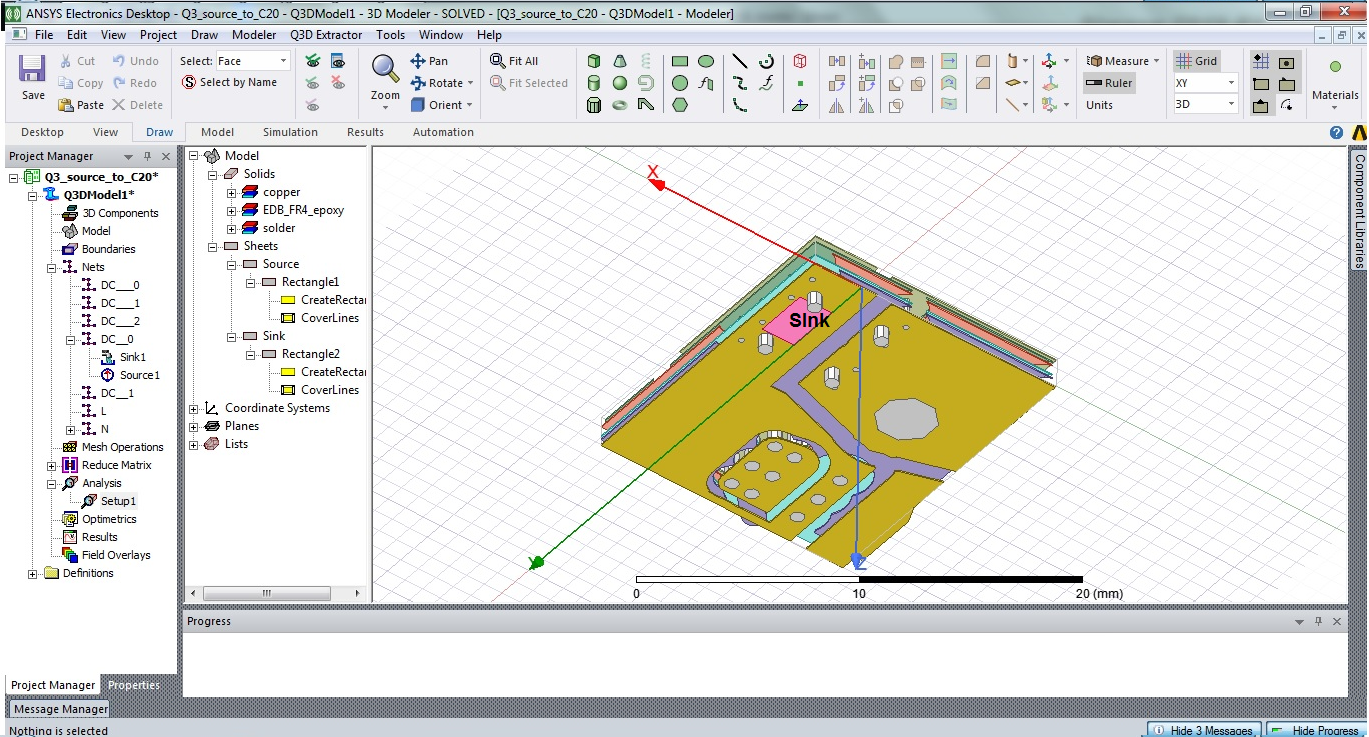 ANSYS Electronics Desktop - Q3_source_to_C20 - Q3DModel1 - 3D Modeler - SOLVED - [Q3_source_to_C20 - Q3DModel1 - Modeler]
File Edit View Project Draw Modeler Q3D Extractor Tools Window Help
Save
Cut
Copy
Paste
Undo
Redo
Delete
Select: Face
Select by Name
Zoom
Pan
Rotate
Orient
Fit All
Fit Selected
Measure
Ruler
Units
Grid
XY
3D
Materials
Desktop View Draw Model Simulation Results Automation
Project Manager
Q3_source_to_C20*
Q3DModel1*
3D Components
Model
Boundaries
Nets
DC___0
DC___1
DC___2
DC__0
Sink1
Source1
DC__1
L
N
Mesh Operations
Reduce Matrix
Analysis
Setup1
Optimetrics
Results
Field Overlays
Definitions
Project Manager Properties
Model
Solids
copper
EDB_FR4_epoxy
solder
Sheets
Source
Rectangle1
CreateRecta
CoverLines
Sink
Rectangle2
CreateRecta
CoverLines
Coordinate Systems
Planes
Lists
X
SInk
Y
Z
0 10 20 (mm)
Component Libraries
Progress
Message Manager
Nothing is selected
Hide 3 Messages
Hide Progress